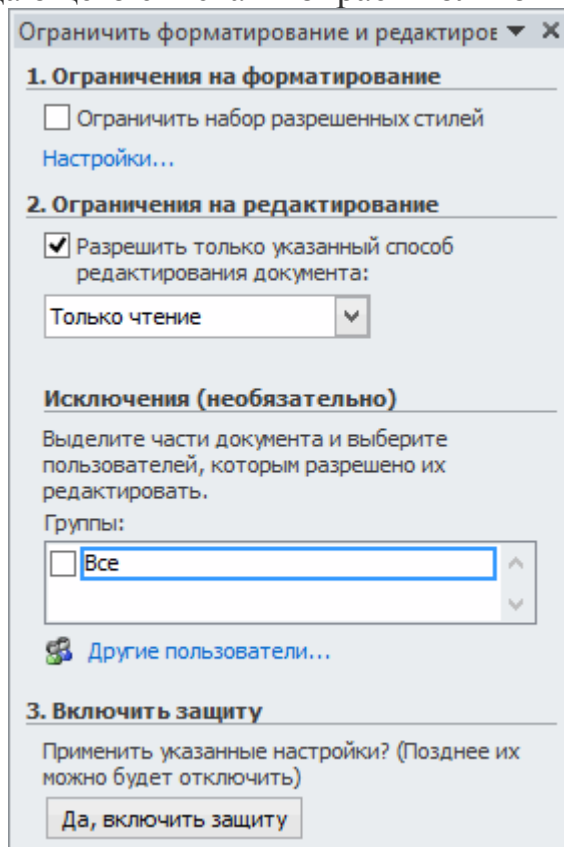 Ограничить форматирование и редактиров
1. Ограничения на форматирование
Ограничить набор разрешенных стилей
Настройки...
2. Ограничения на редактирование
Разрешить только указанный способ
редактирования документа:
Только чтение
Исключения (необязательно)
Выделите части документа и выберите
пользователей, которым разрешено их
редактировать.
Группы:
Все
Другие пользователи...
3. Включить защиту
Применить указанные настройки? (Позднее их
можно будет отключить)
Да, включить защиту